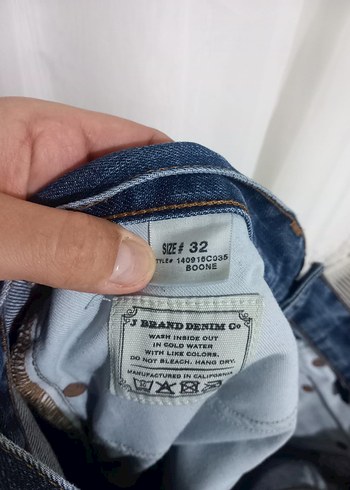 SIZE# 32
STYLE# 140916C035
BOONE
J BRAND DENIM Co
WASH INSIDE OUT
IN COLD WATER
WITH LIKE COLORS.
DO NOT BLEACH. HANG DRY.
MANUFACTURED IN CALIFORNIA